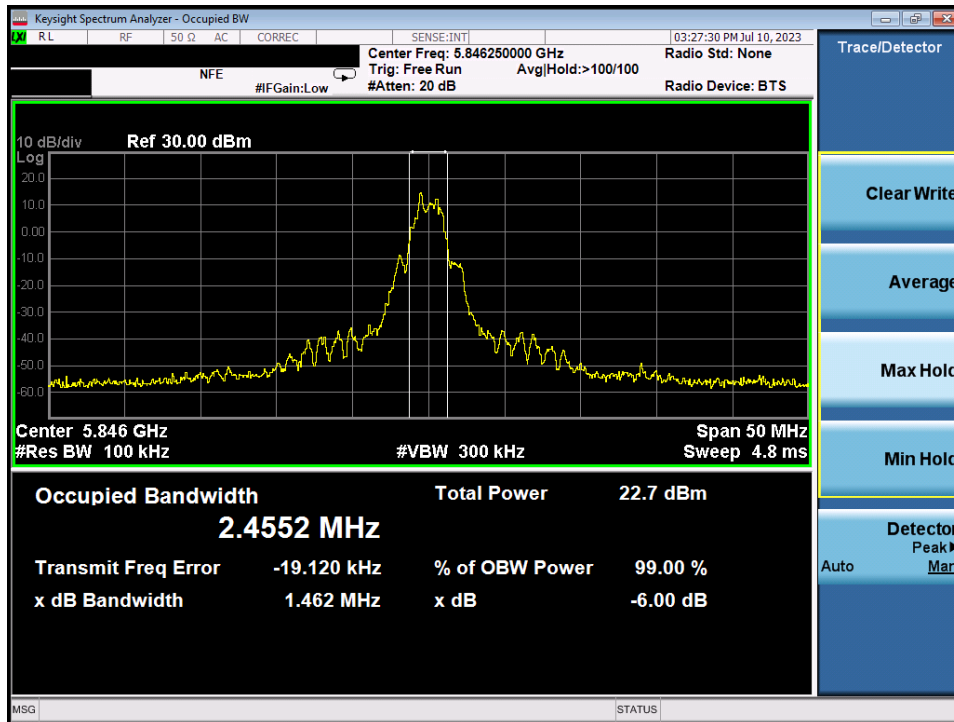 Keysight Spectrum Analyzer - Occupied BW
LXI RL RF 50 Ω AC CORREC SENSE:INT 03:27:30 PM Jul 10, 2023
Center Freq: 5.846250000 GHz Radio Std: None
NFE Trig: Free Run Avg|Hold:>100/100
#IFGain:Low #Atten: 20 dB Radio Device: BTS
10 dB/div Ref 30.00 dBm
Log
20.0
10.0
0.00
-10.0
-20.0
-30.0
-40.0
-50.0
-60.0
Center 5.846 GHz Span 50 MHz
#Res BW 100 kHz #VBW 300 kHz Sweep 4.8 ms
Occupied Bandwidth Total Power 22.7 dBm
2.4552 MHz
Transmit Freq Error -19.120 kHz % of OBW Power 99.00 %
x dB Bandwidth 1.462 MHz x dB -6.00 dB
Trace/Detector
Clear Write
Average
Max Hold
Min Hold
Detector
Peak
Auto Man
MSG STATUS